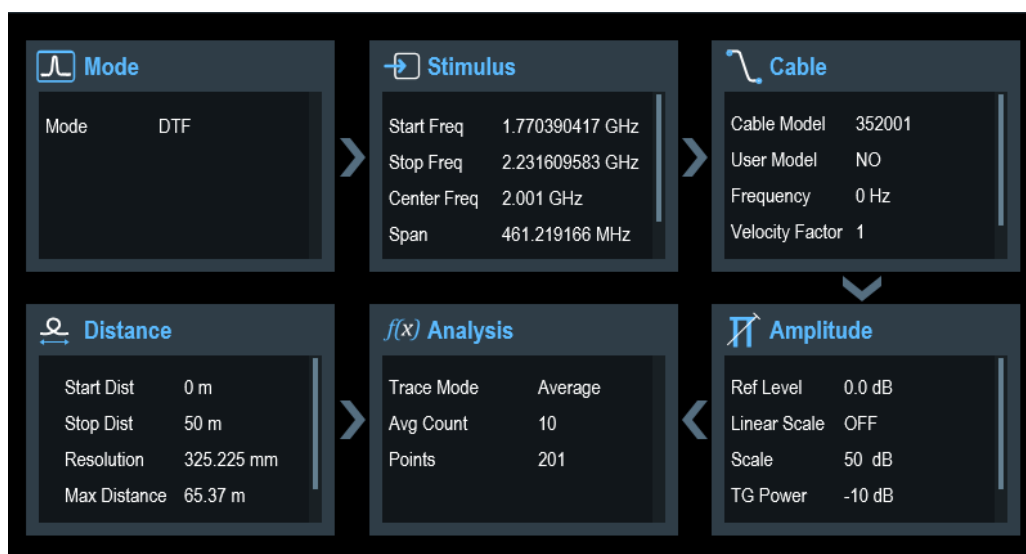 Mode
Mode DTF
Stimulus
Start Freq 1.770390417 GHz
Stop Freq 2.231609583 GHz
Center Freq 2.001 GHz
Span 461.219166 MHz
Cable
Cable Model 352001
User Model NO
Frequency 0 Hz
Velocity Factor 1
Distance
Start Dist 0 m
Stop Dist 50 m
Resolution 325.225 mm
Max Distance 65.37 m
f(x) Analysis
Trace Mode Average
Avg Count 10
Points 201
Amplitude
Ref Level 0.0 dB
Linear Scale OFF
Scale 50 dB
TG Power -10 dB